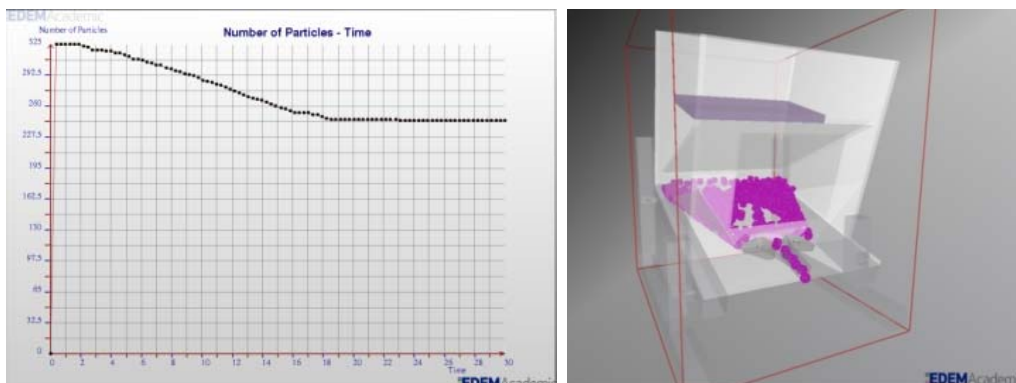 EDEMAcademic
Number of Particles
Number of Particles - Time
325
292.5
260
227.5
195
162.5
130
97.5
65
32.5
0
0 2 4 6 8 10 12 14 16 18 20 22 24 26 28 30
Time
EDEMAcademic
EDEMAcademic